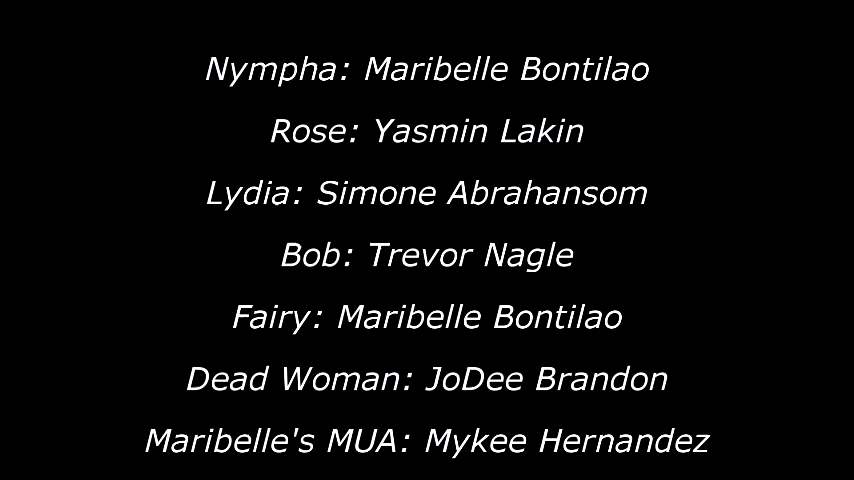 Nympha: Maribelle Bontilao
Rose: Yasmin Lakin
Lydia: Simone Abrahansom
Bob: Trevor Nagle
Fairy: Maribelle Bontilao
Dead Woman: JoDee Brandon
Maribelle's MUA: Mykee Hernandez